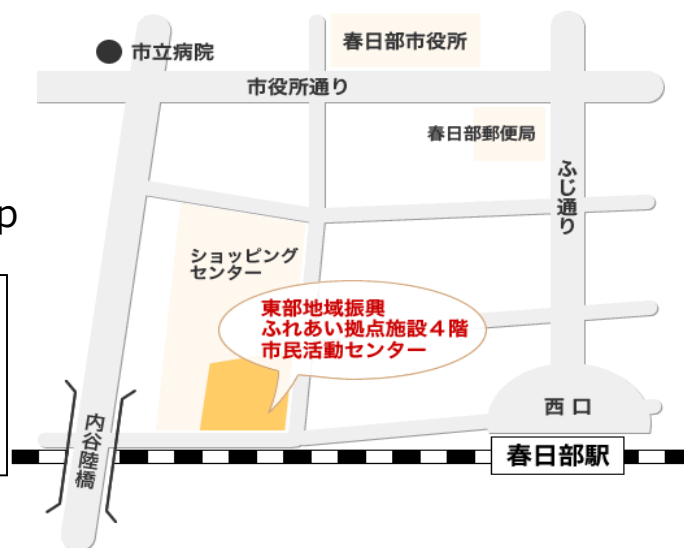 市立病院
春日部市役所
市役所通り
春日部郵便局
ふじ通り
p
ショッピング
センター
東部地域振興
ふれあい拠点施設４階
市民活動センター
内谷陸橋
西口
春日部駅